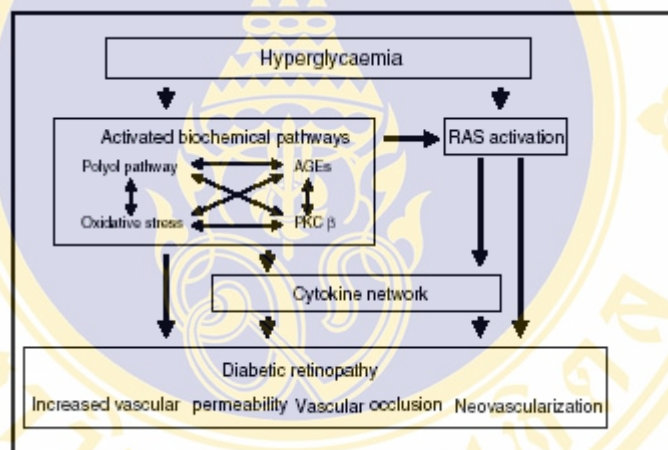 Hyperglycaemia
Activated biochemical pathways
RAS activation
Polyol pathway AGEs
Oxidative stress PKC β
Cytokine network
Diabetic retinopathy
Increased vascular permeability Vascular occlusion Neovascularization